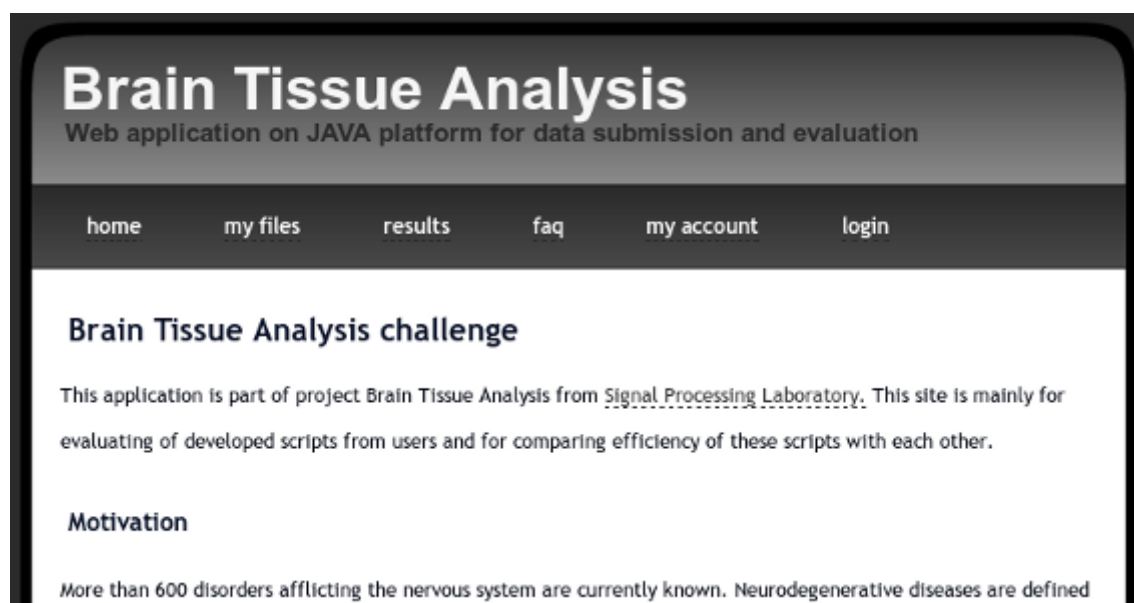 Brain Tissue Analysis
Web application on JAVA platform for data submission and evaluation
home my files results faq my account login
Brain Tissue Analysis challenge
This application is part of project Brain Tissue Analysis from Signal Processing Laboratory. This site is mainly for
evaluating of developed scripts from users and for comparing efficiency of these scripts with each other.
Motivation
More than 600 disorders afflicting the nervous system are currently known. Neurodegenerative diseases are defined